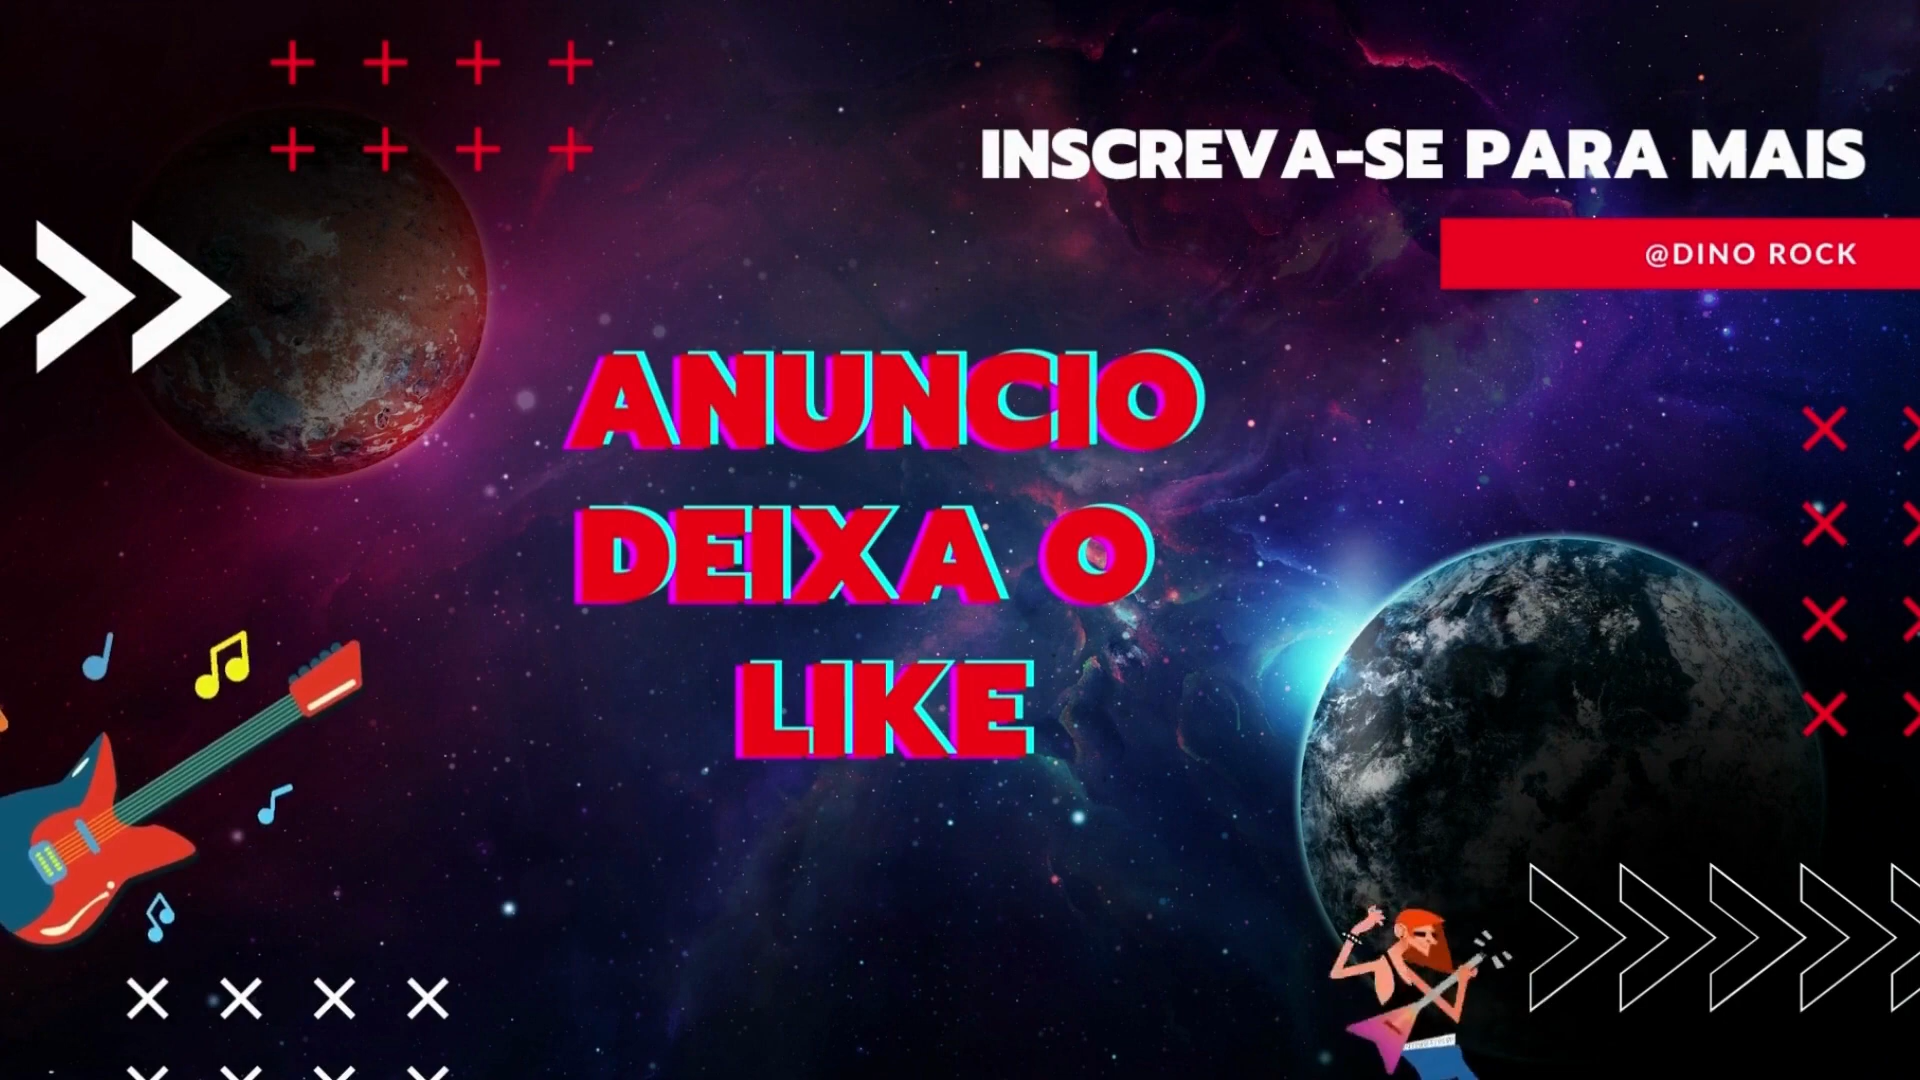 INSCREVA-SE PARA MAIS
@DINO ROCK
ANUNCIO
DEIXA O
LIKE